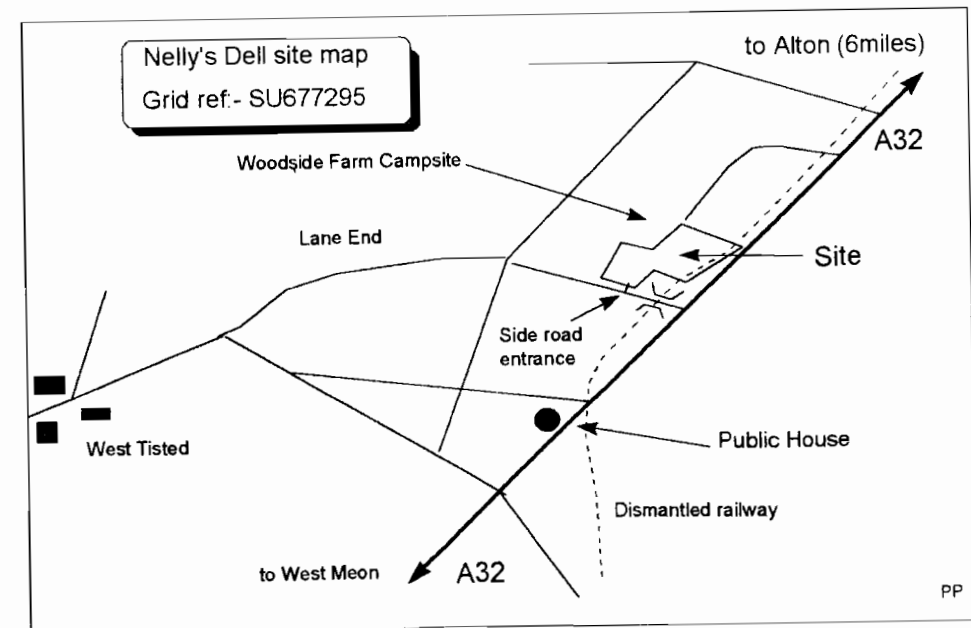 Nelly's Dell site map
Grid ref:- SU677295
to Alton (6miles)
A32
Woodside Farm Campsite
Lane End
Site
Side road
entrance
West Tisted
Public House
Dismantled railway
to West Meon
A32
PP